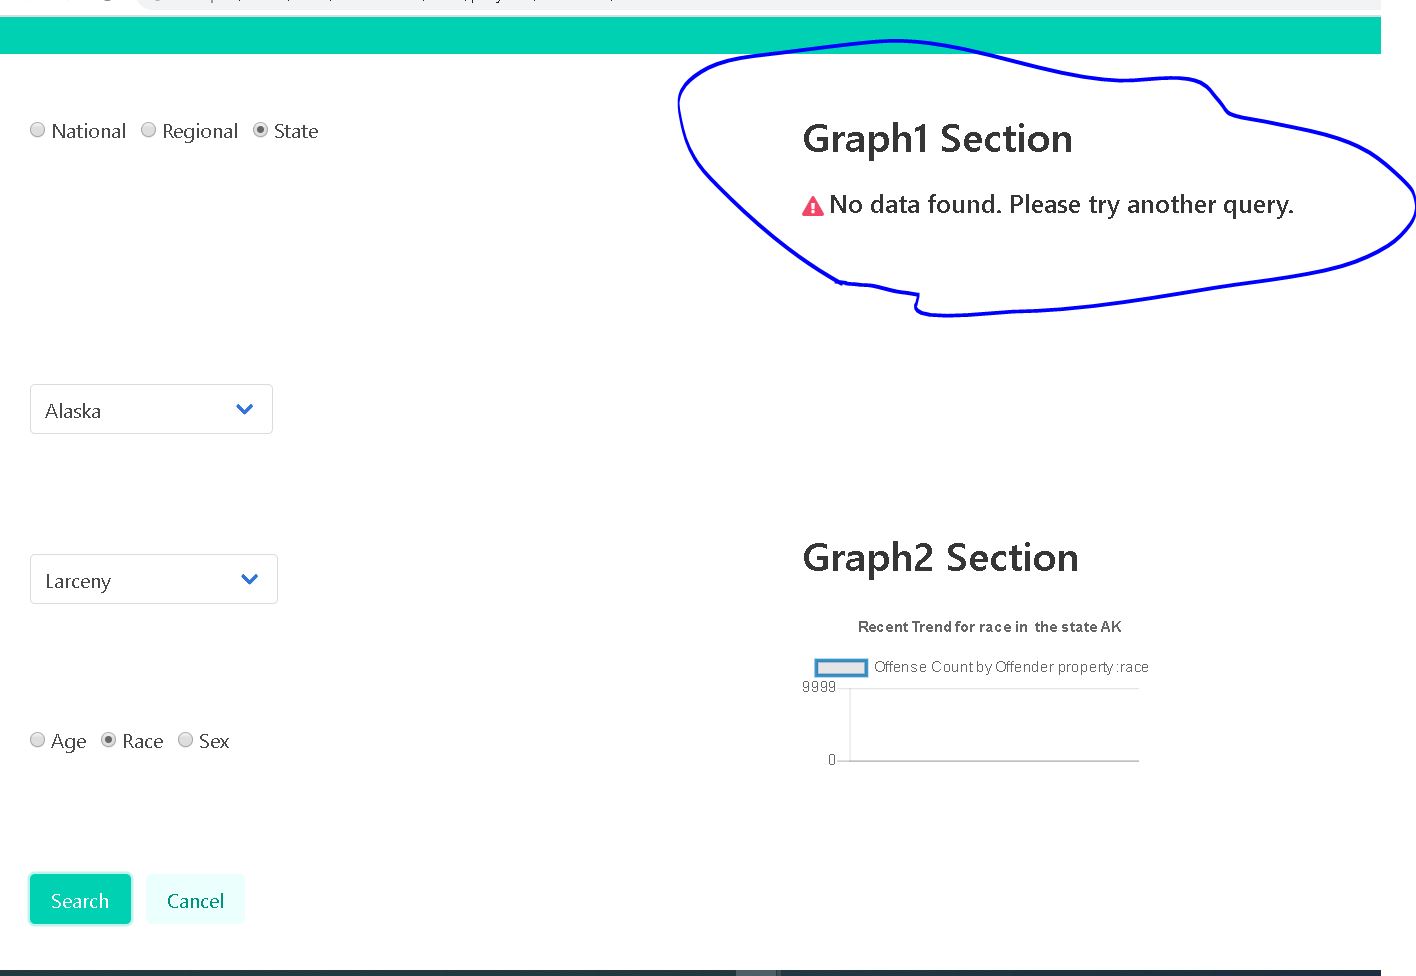 National Regional State
Graph1 Section
No data found. Please try another query.
Alaska
Larceny
Graph2 Section
Recent Trend for race in the state AK
Offense Count by Offender property :race
9999
0
Age Race Sex
Search Cancel